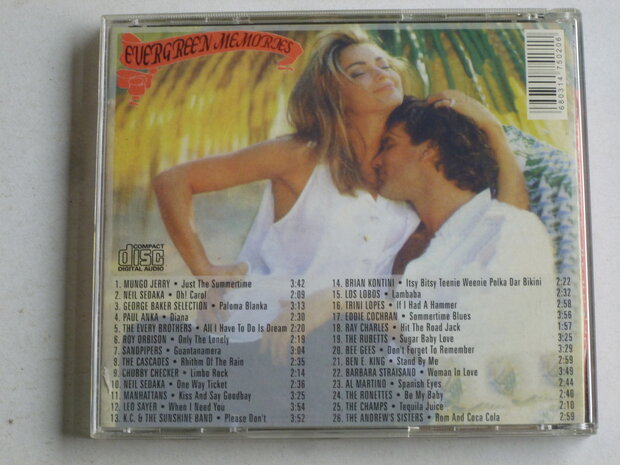 EVERGREEN MEMORIES
680314 750206
COMPACT
disc
DIGITAL AUDIO
1. MUNGO JERRY • Just The Summertime 3:42
2. NEIL SEDAKA • Oh! Carol 2:09
3. GEORGE BAKER SELECTION • Paloma Blanka 3:13
4. PAUL ANKA • Diana 2:30
5. THE EVERY BROTHERS • All I Have To Do Is Dream 2:20
6. ROY ORBISON • Only The Lonely 2:19
7. SANDPIPERS • Guantanamera 3:04
8. THE CASCADES • Rhithm Of The Rain 2:35
9. CHOBBY CHECKER • Limbo Rock 2:14
10. NEIL SEDAKA • One Way Ticket 2:36
11. MANHATTANS • Kiss And Say Goodbay 3:25
12. LEO SAYER • When I Need You 3:54
13. K.C. & THE SUNSHINE BAND • Please Don't 3:52
14. BRIAN KONTINI • Itsy Bitsy Teenie Weenie Polka Dar Bikini 2:22
15. LOS LOBOS • Lambaba 2:32
16. TRINI LOPES • If I Had A Hammer 2:58
17. EDDIE COCHRAN • Somertime Blues 3:56
18. RAY CHARLES • Hit The Road Jack 1:57
19. THE RUBETTS • Sugar Baby Love 3:25
20. BEE GEES • Don't Forget To Remember 3:29
21. BEN E. KING • Stand By Me 2:59
22. BARBARA STRAISAND • Woman In Love 3:49
23. AL MARTINO • Spanish Eyes 2:44
24. THE RONETTES • Be My Baby 2:40
25. THE CHAMPS • Tequila Juice 2:10
26. THE ANDREW'S SISTERS • Rom And Coca Cola 2:59